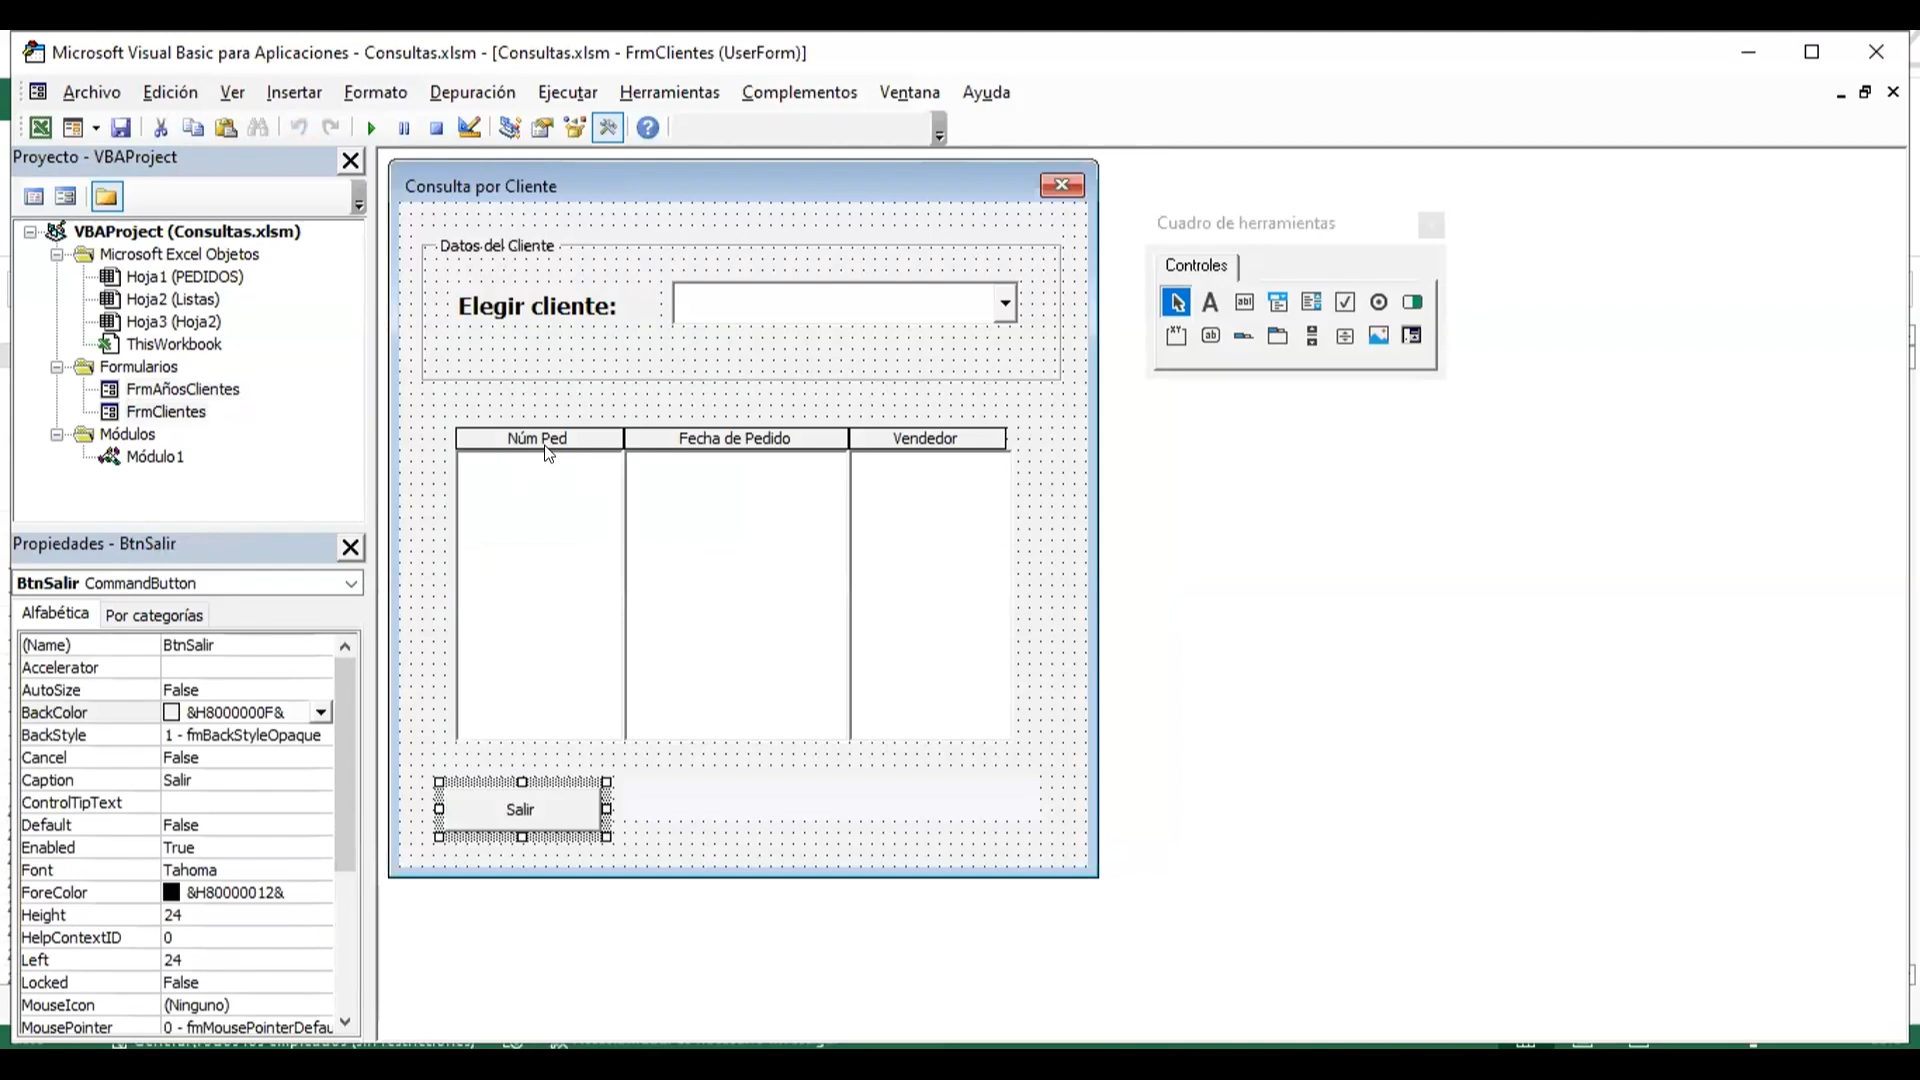 Microsoft Visual Basic para Aplicaciones - Consultas.xlsm - [Consultas.xlsm - FrmClientes (UserForm)]
Archivo Edición Ver Insertar Formato Depuración Ejecutar Herramientas Complementos Ventana Ayuda
Proyecto - VBAProject
VBAProject (Consultas.xlsm)
Microsoft Excel Objetos
Hoja1 (PEDIDOS)
Hoja2 (Listas)
Hoja3 (Hoja2)
ThisWorkbook
Formularios
FrmAñosClientes
FrmClientes
Módulos
Módulo1
Propiedades - BtnSalir
BtnSalir CommandButton
Alfabética Por categorías
(Name) BtnSalir
Accelerator
AutoSize False
BackColor &H8000000F&
BackStyle 1 - fmBackStyleOpaque
Cancel False
Caption Salir
ControlTipText
Default False
Enabled True
Font Tahoma
ForeColor &H80000012&
Height 24
HelpContextID 0
Left 24
Locked False
MouseIcon (Ninguno)
MousePointer 0 - fmMousePointerDefau
Consulta por Cliente
Datos del Cliente
Elegir cliente:
Núm Ped Fecha de Pedido Vendedor
Salir
Cuadro de herramientas
Controles